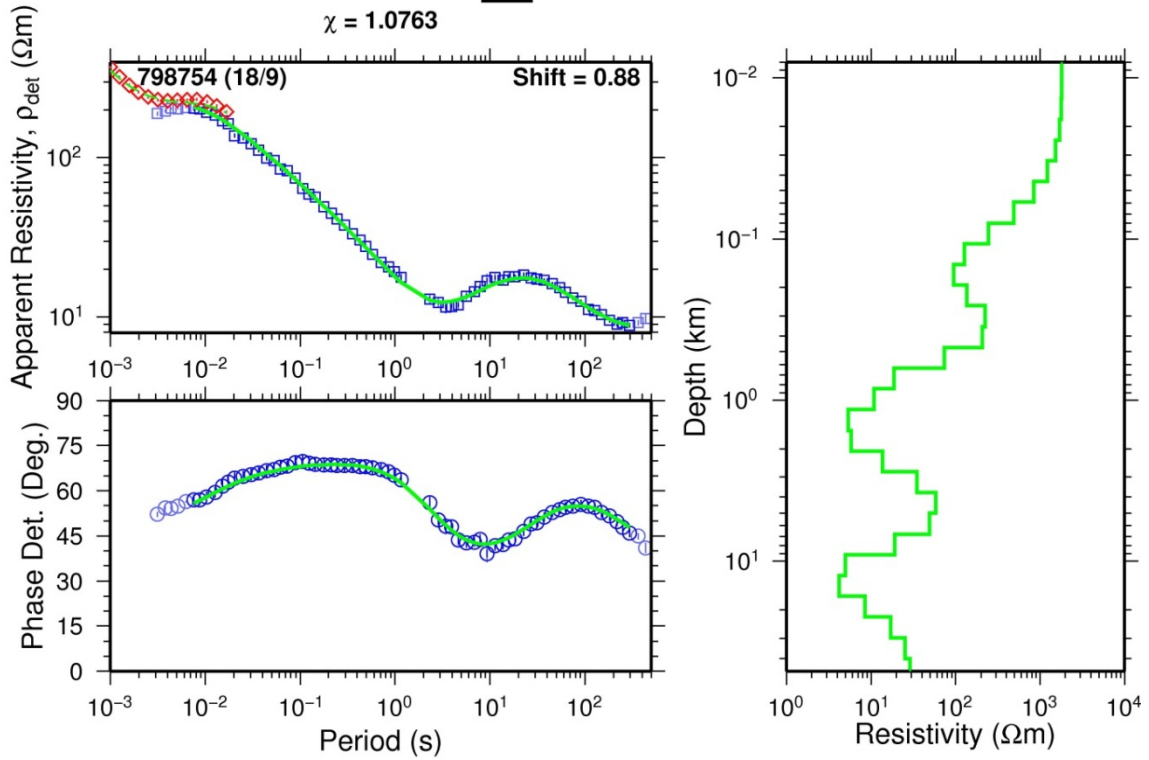 χ = 1.0763
798754 (18/9)
Shift = 0.88
Apparent Resistivity, ρdet (Ωm)
10²
10¹
10⁻³ 10⁻² 10⁻¹ 10⁰ 10¹ 10²
Phase Det. (Deg.)
90
75
60
45
30
15
0
10⁻³ 10⁻² 10⁻¹ 10⁰ 10¹ 10²
Period (s)
Depth (km)
10⁻²
10⁻¹
10⁰
10¹
10⁰ 10¹ 10² 10³ 10⁴
Resistivity (Ωm)